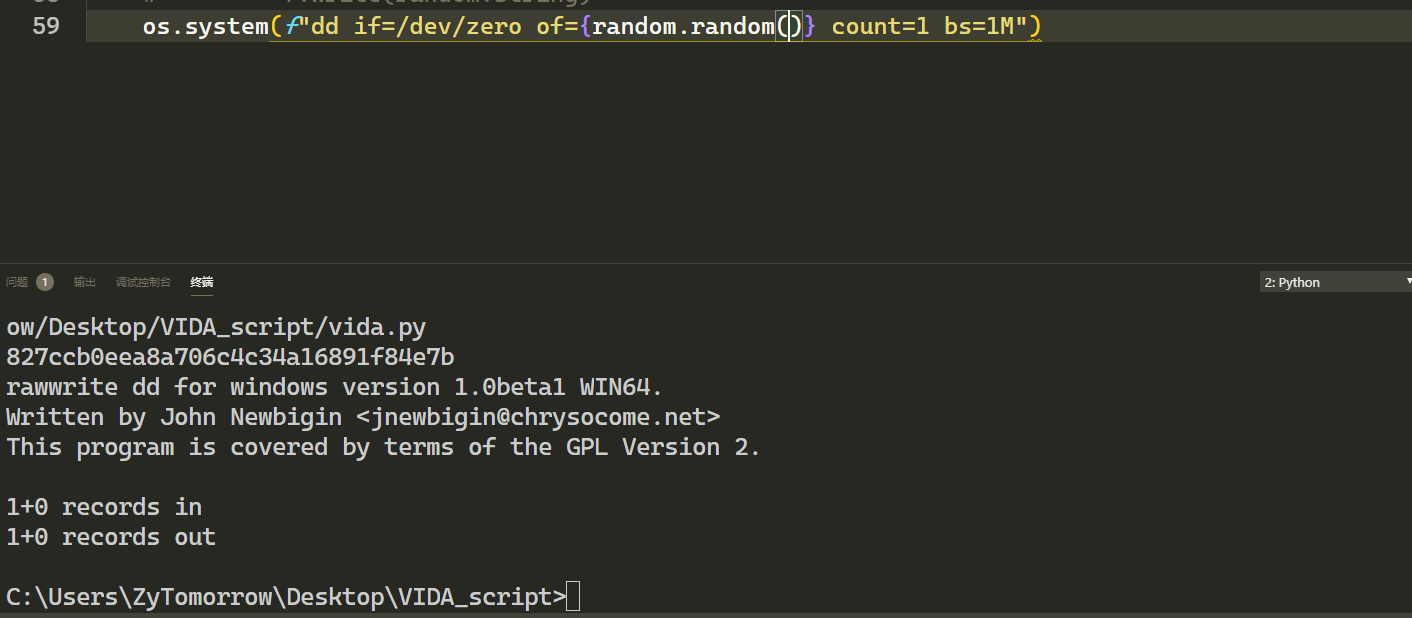 59 os.system(f"dd if=/dev/zero of={random.random()} count=1 bs=1M")
问题 1 输出 调试控制台 终端 2: Python
ow/Desktop/VIDA_script/vida.py
827ccb0eea8a706c4c34a16891f84e7b
rawwrite dd for windows version 1.0beta1 WIN64.
Written by John Newbigin <jnewbigin@chrysocome.net>
This program is covered by terms of the GPL Version 2.
1+0 records in
1+0 records out
C:\Users\ZyTomorrow\Desktop\VIDA_script>